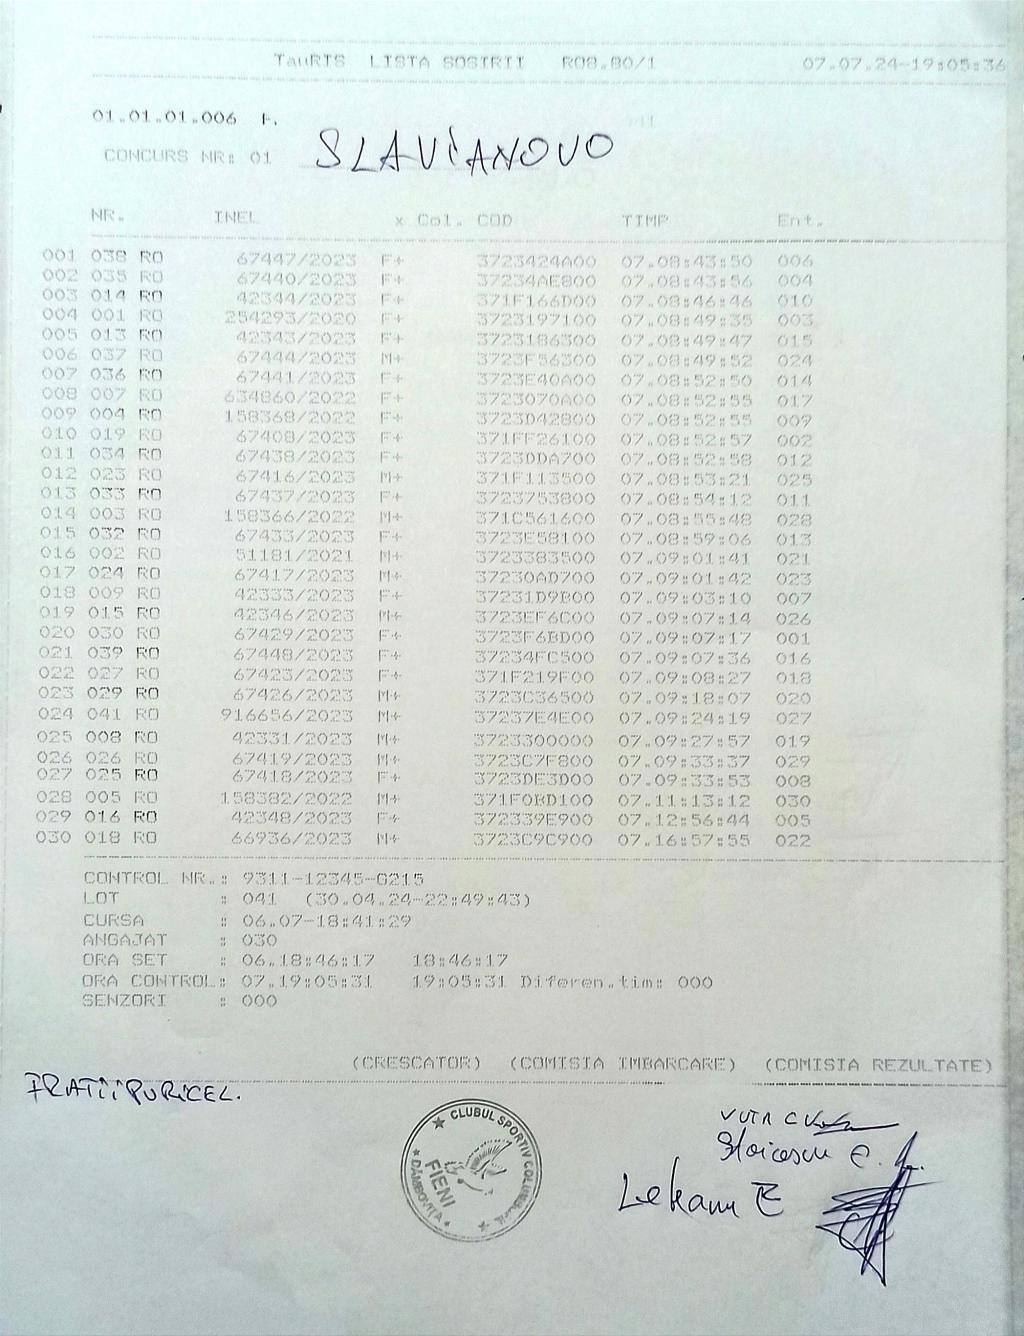 TauRIS LISTA SOSIRII RO8.80/1 07.07.24-19:05:36
01.01.01.006 F.
CONCURS NR: 01 SLAVIANOVO
NR. INEL x Col. COD TIMP Ent.
001 038 RO 67447/2023 F+ 3723424A00 07.08:43:50 006
002 035 RO 67440/2023 F+ 37234AE800 07.08:43:56 004
003 014 RO 42344/2023 F+ 371F166D00 07.08:46:46 010
004 001 RO 254293/2020 F+ 3723197100 07.08:49:35 003
005 013 RO 42343/2023 F+ 3723186300 07.08:49:47 015
006 037 RO 67444/2023 M+ 3723F56300 07.08:49:52 024
007 036 RO 67441/2023 F+ 3723E40A00 07.08:52:50 014
008 007 RO 634860/2022 F+ 3723070A00 07.08:52:55 017
009 004 RO 158368/2022 F+ 3723D42800 07.08:52:55 009
010 019 RO 67408/2023 F+ 371FF26100 07.08:52:57 002
011 034 RO 67438/2023 F+ 3723DDA700 07.08:52:58 012
012 023 RO 67416/2023 M+ 371F113500 07.08:53:21 025
013 033 RO 67437/2023 F+ 3723753800 07.08:54:12 011
014 003 RO 158366/2022 M+ 371C561600 07.08:55:48 028
015 032 RO 67433/2023 F+ 3723E58100 07.08:59:06 013
016 002 RO 51181/2021 M+ 3723383500 07.09:01:41 021
017 024 RO 67417/2023 M+ 37230AD700 07.09:01:42 023
018 009 RO 42333/2023 F+ 37231D9B00 07.09:03:10 007
019 015 RO 42346/2023 M+ 3723EF6C00 07.09:07:14 026
020 030 RO 67429/2023 F+ 3723F6BD00 07.09:07:17 001
021 039 RO 67448/2023 F+ 37234FC500 07.09:07:36 016
022 027 RO 67423/2023 F+ 371F219F00 07.09:08:27 018
023 029 RO 67426/2023 M+ 3723C36500 07.09:18:07 020
024 041 RO 916656/2023 M+ 37237E4E00 07.09:24:19 027
025 008 RO 42331/2023 M+ 3723300000 07.09:27:57 019
026 026 RO 67419/2023 M+ 3723C7F800 07.09:33:37 029
027 025 RO 67418/2023 F+ 3723DE3D00 07.09:33:53 008
028 005 RO 158382/2022 M+ 371F0BD100 07.11:13:12 030
029 016 RO 42348/2023 F+ 372339E900 07.12:56:44 005
030 018 RO 66936/2023 M+ 3723C9C900 07.16:57:55 022
CONTROL NR.: 9311-12345-G215
LOT : 041 (30.04.24-22:49:43)
CURSA : 06.07-18:41:29
ANGAJAT : 030
ORA SET : 06.18:46:17 18:46:17
ORA CONTROL: 07.19:05:31 19:05:31 Diferen.tim: 000
SENZORI : 000
(CRESCATOR) (COMISIA IMBARCARE) (COMISIA REZULTATE)
FRATII PURICEL.
CLUBUL SPORTIV
FIENI
DÂMBOVIȚA
Stoicescu E.